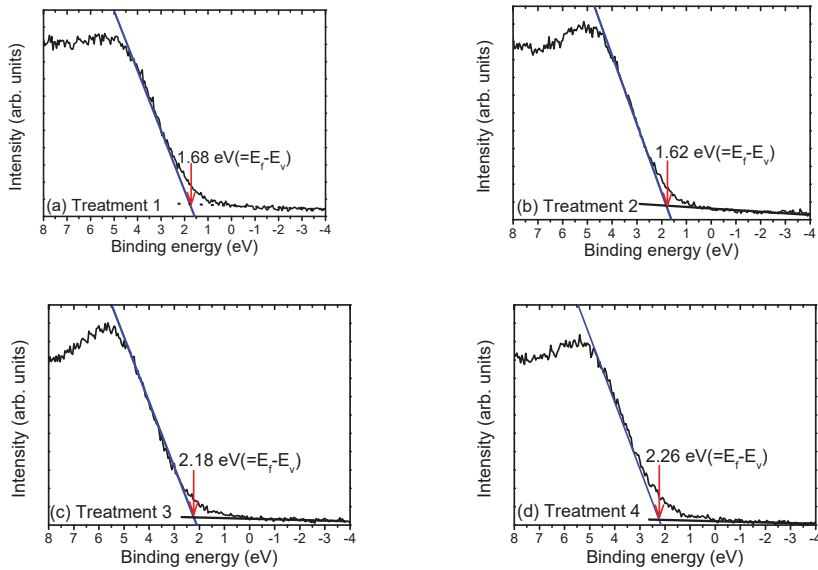 Intensity (arb. units)
1.68 eV(=E_f-E_v)
(a) Treatment 1
8 7 6 5 4 3 2 1 0 -1 -2 -3 -4
Binding energy (eV)
Intensity (arb. units)
1.62 eV(=E_f-E_v)
(b) Treatment 2
8 7 6 5 4 3 2 1 0 -1 -2 -3 -4
Binding energy (eV)
Intensity (arb. units)
2.18 eV(=E_f-E_v)
(c) Treatment 3
8 7 6 5 4 3 2 1 0 -1 -2 -3 -4
Binding energy (eV)
Intensity (arb. units)
2.26 eV(=E_f-E_v)
(d) Treatment 4
8 7 6 5 4 3 2 1 0 -1 -2 -3 -4
Binding energy (eV)